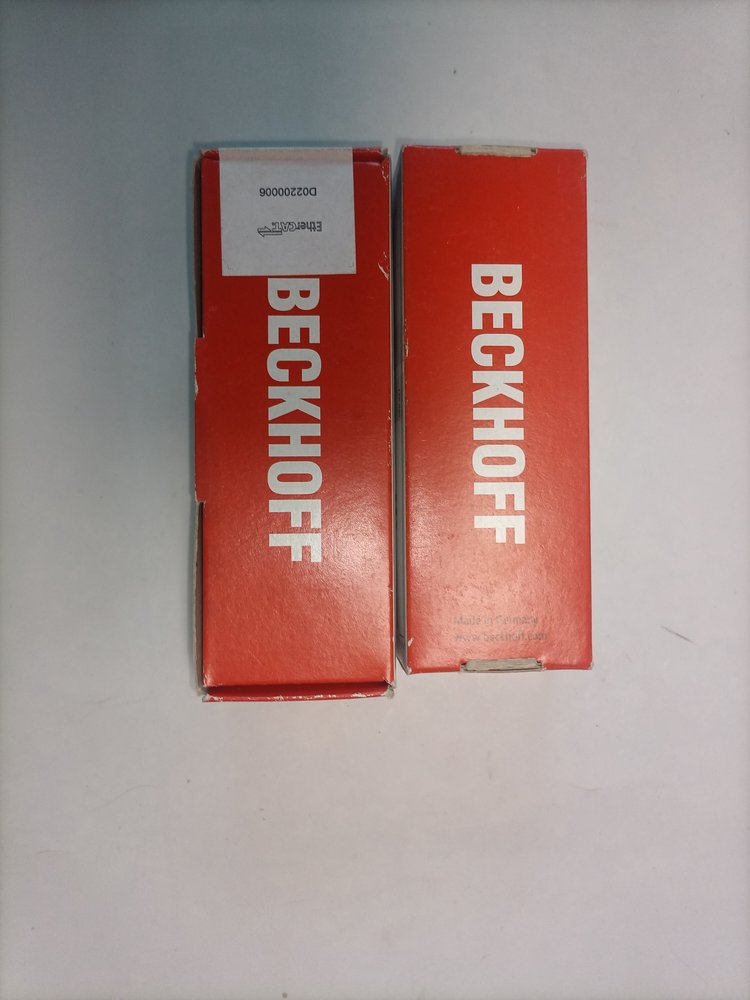 D02200006
EtherCAT
BECKHOFF
BECKHOFF
Made in Germany
www.beckhoff.com